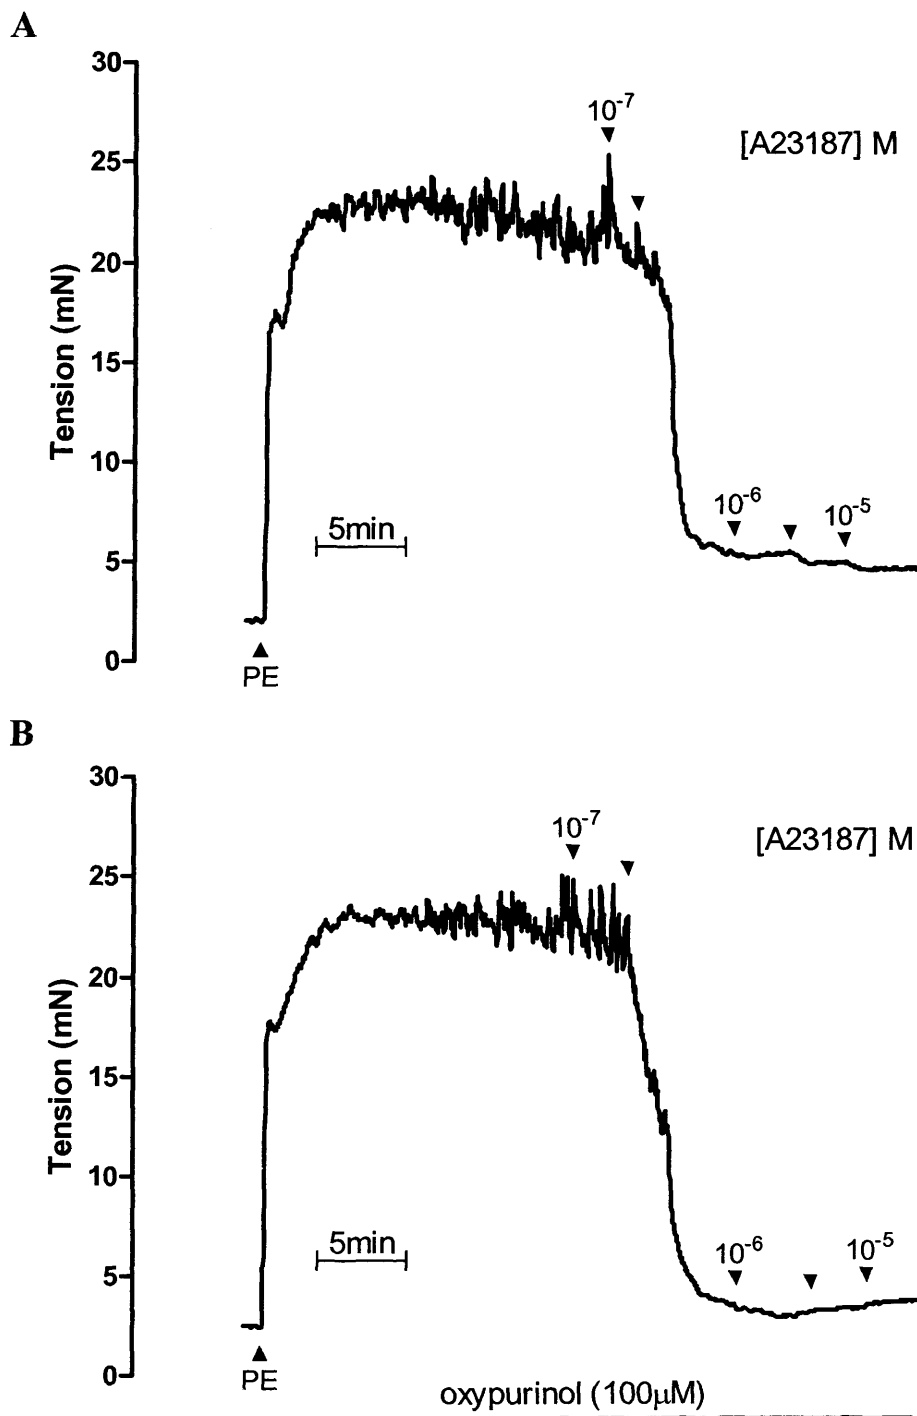 A
30
25
20
15
10
5
0
Tension (mN)
10⁻⁷
[A23187] M
5min
10⁻⁶
10⁻⁵
PE
B
30
25
20
15
10
5
0
Tension (mN)
10⁻⁷
[A23187] M
5min
10⁻⁶
10⁻⁵
PE
oxypurinol (100μM)